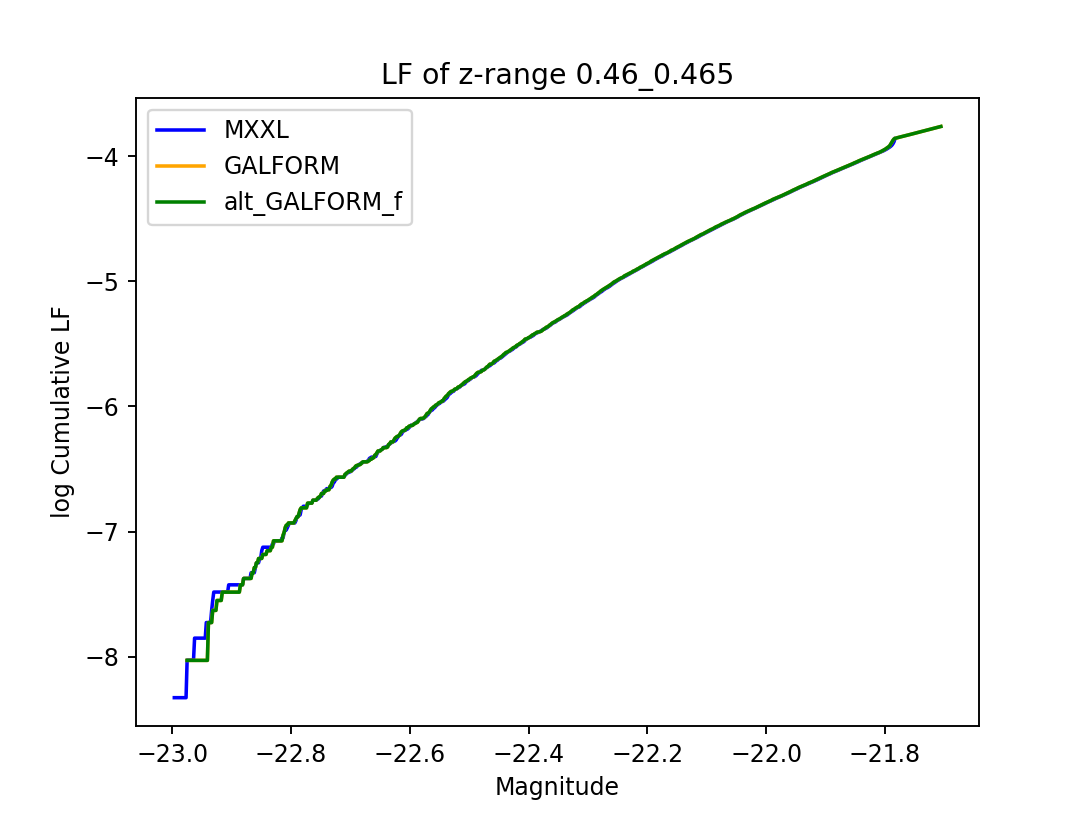 LF of z-range 0.46_0.465
MXXL
GALFORM
alt_GALFORM_f
log Cumulative LF
−4
−5
−6
−7
−8
−23.0 −22.8 −22.6 −22.4 −22.2 −22.0 −21.8
Magnitude